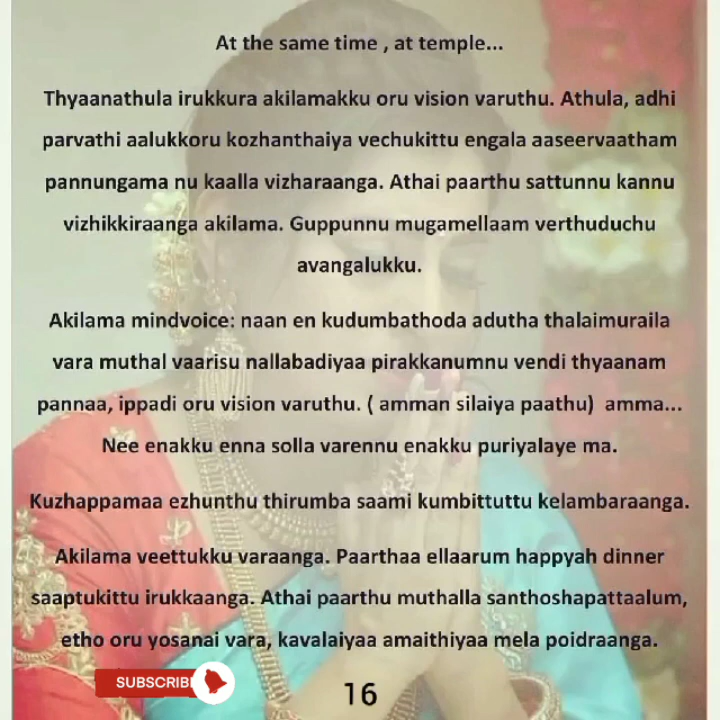 At the same time , at temple...
Thyaanathula irukkura akilamakku oru vision varuthu. Athula, adhi
parvathi aalukkoru kozhanthaiya vechukittu engala aaseervaatham
pannungama nu kaalla vizharaanga. Athai paarthu sattunnu kannu
vizhikkiraanga akilama. Guppunnu mugamellaam verthuduchu
avangalukku.
Akilama mindvoice: naan en kudumbathoda adutha thalaimuraila
vara muthal vaarisu nallabadiyaa pirakkanumnu vendi thyaanam
pannaa, ippadi oru vision varuthu. ( amman silaiya paathu) amma...
Nee enakku enna solla varennu enakku puriyalaye ma.
Kuzhappamaa ezhunthu thirumba saami kumbittuttu kelambaraanga.
Akilama veettukku varaanga. Paarthaa ellaarum happyah dinner
saaptukittu irukkaanga. Athai paarthu muthalla santhoshapattaalum,
etho oru yosanai vara, kavalaiyaa amaithiyaa mela poidraanga.
SUBSCRIB
16